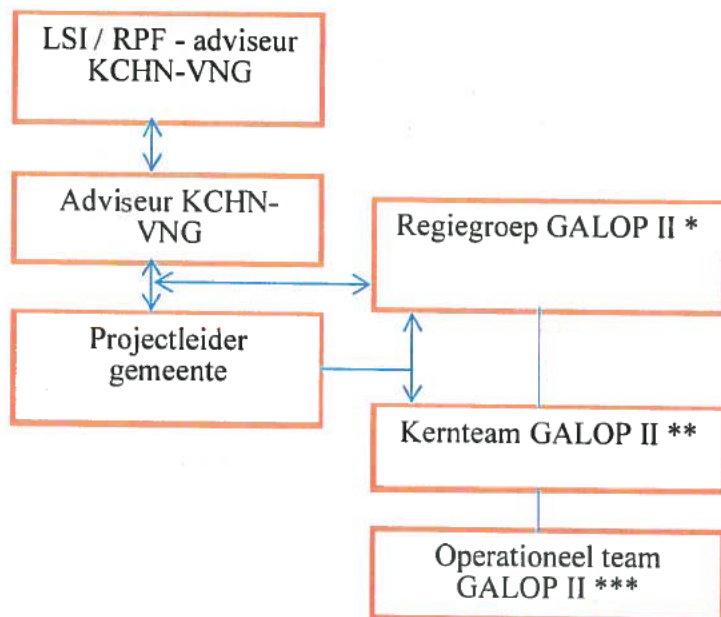 LSI / RPF - adviseur
KCHN-VNG
Adviseur KCHN-
VNG
Regiegroep GALOP II *
Projectleider
gemeente
Kernteam GALOP II **
Operationeel team
GALOP II ***